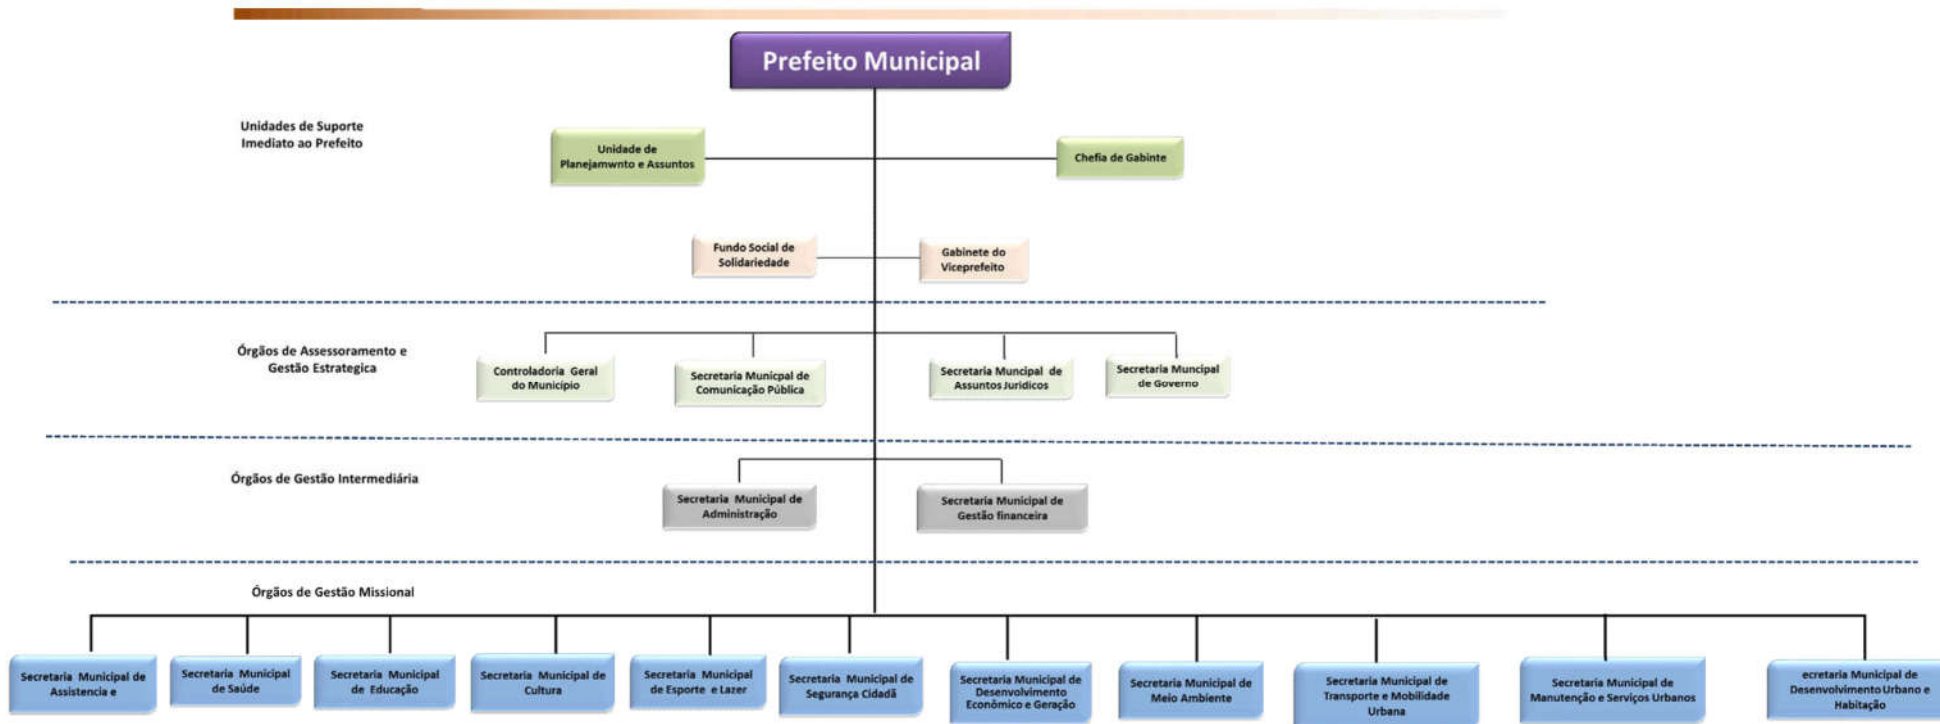 Prefeito Municipal
Unidades de Suporte
Imediato ao Prefeito
Unidade de
Planejamwnto e Assuntos
Chefia de Gabinte
Fundo Social de
Solidariedade
Gabinete do
Viceprefeito
Órgãos de Assessoramento e
Gestão Estrategica
Controladoria Geral
do Município
Secretaria Municpal de
Comunicação Pública
Secretaria Muncipal de
Assuntos Jurídicos
Secretaria Muncipal
de Governo
Órgãos de Gestão Intermediária
Secretaria Municipal de
Administração
Secretaria Municipal de
Gestão financeira
Órgãos de Gestão Missional
Secretaria Municipal de
Assistencia e
Secretaria Municipal
de Saúde
Secretaria Municipal
de Educação
Secretaria Municipal de
Cultura
Secretaria Municipal
de Esporte e Lazer
Secretaria Municipal de
Segurança Cidadã
Secretaria Municipal de
Desenvolvimento
Econômico e Geração
Secretaria Municipal de
Meio Ambiente
Secretaria Municipal de
Transporte e Mobilidade
Urbana
Secretaria Municipal de
Manutenção e Serviços Urbanos
ecretaria Municipal de
Desenvolvimento Urbano e
Habitação